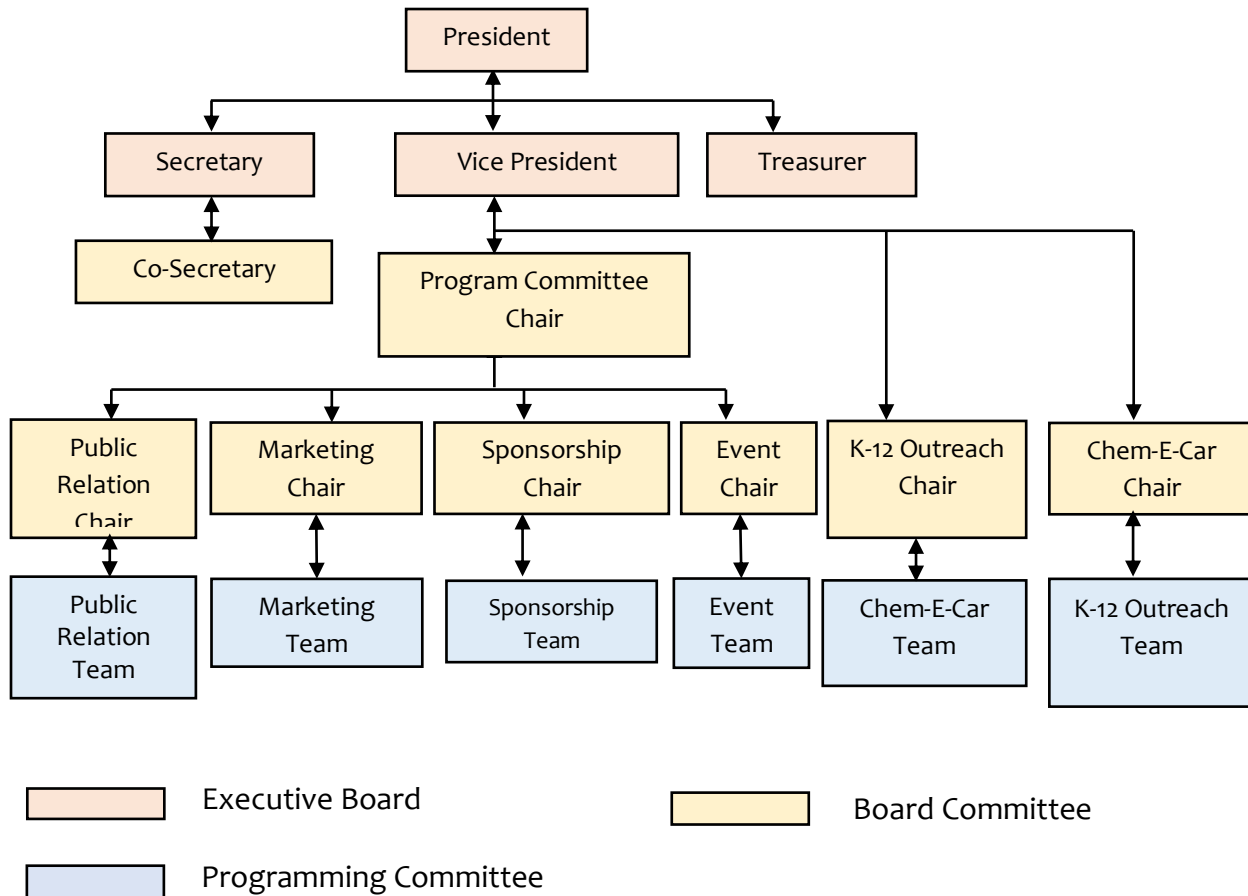 President
Secretary
Vice President
Treasurer
Co-Secretary
Program Committee
Chair
Public
Relation
Chair
Marketing
Chair
Sponsorship
Chair
Event
Chair
K-12 Outreach
Chair
Chem-E-Car
Chair
Public
Relation
Team
Marketing
Team
Sponsorship
Team
Event
Team
Chem-E-Car
Team
K-12 Outreach
Team
Executive Board
Board Committee
Programming Committee